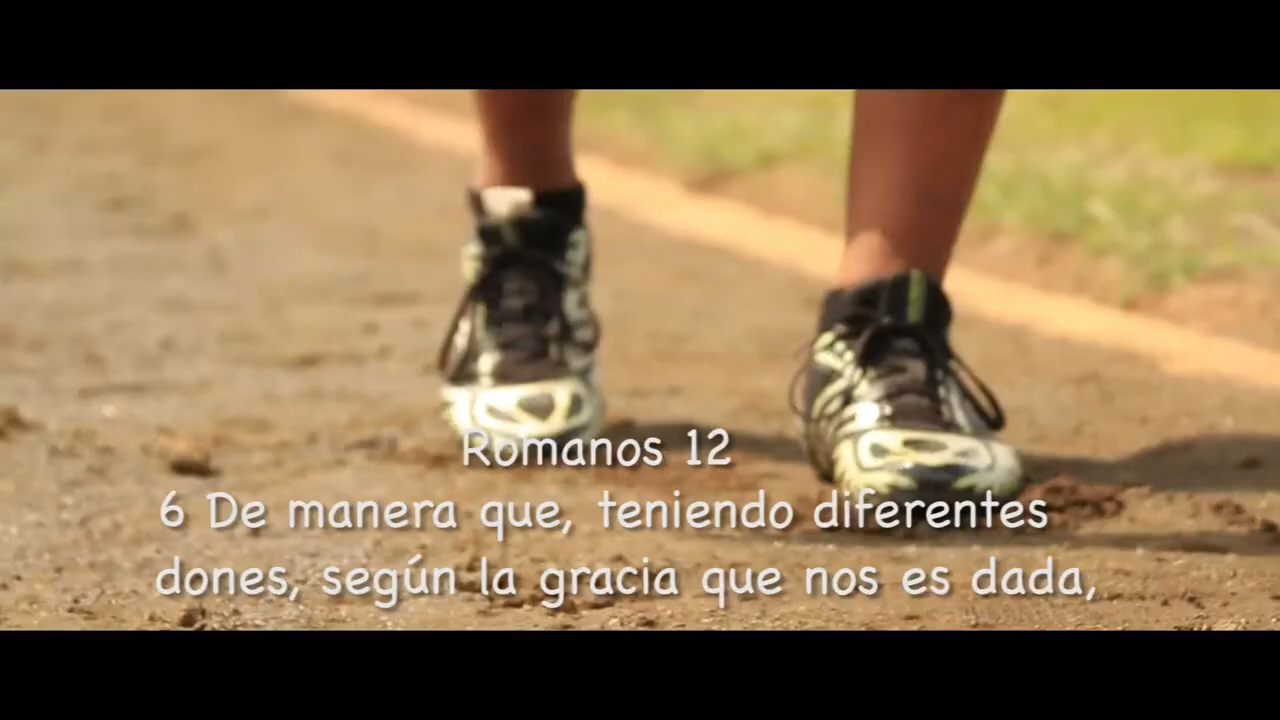 Romanos 12
6 De manera que, teniendo diferentes
dones, según la gracia que nos es dada,